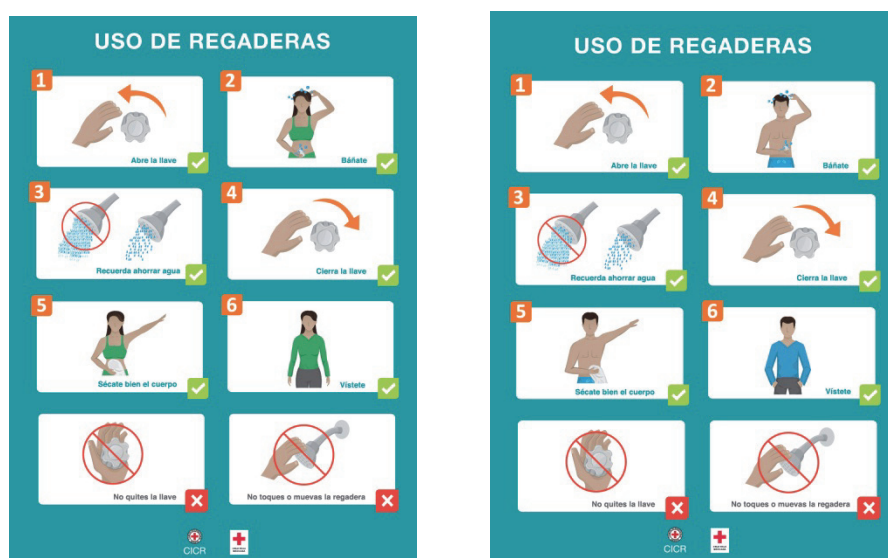 USO DE REGADERAS
1
2
Abre la llave
Báñate
3
4
Recuerda ahorrar agua
Cierra la llave
5
6
Sécate bien el cuerpo
Vístete
No quites la llave
No toques o muevas la regadera
CICR
USO DE REGADERAS
1
2
Abre la llave
Báñate
3
4
Recuerda ahorrar agua
Cierra la llave
5
6
Sécate bien el cuerpo
Vístete
No quites la llave
No toques o muevas la regadera
CICR